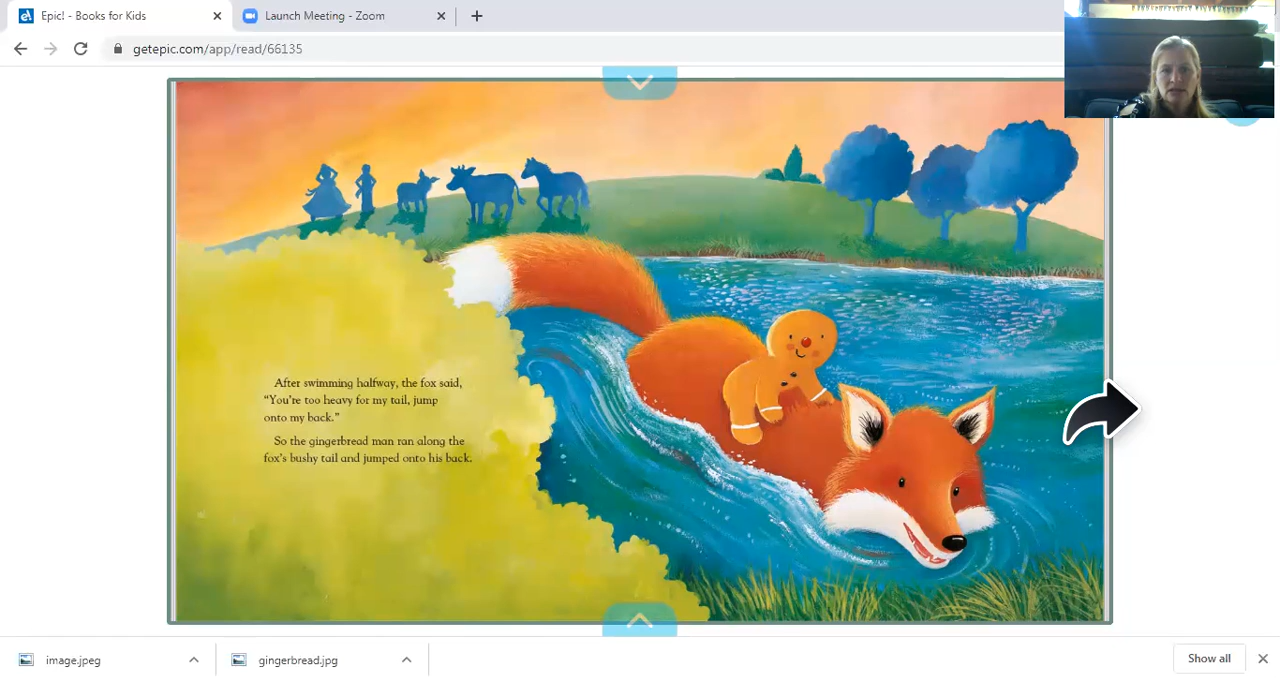 Epic! - Books for Kids
Launch Meeting - Zoom
getepic.com/app/read/66135
After swimming halfway, the fox said,
“You’re too heavy for my tail, jump
onto my back.”
So the gingerbread man ran along the
fox’s bushy tail and jumped onto his back.
image.jpeg
gingerbread.jpg
Show all